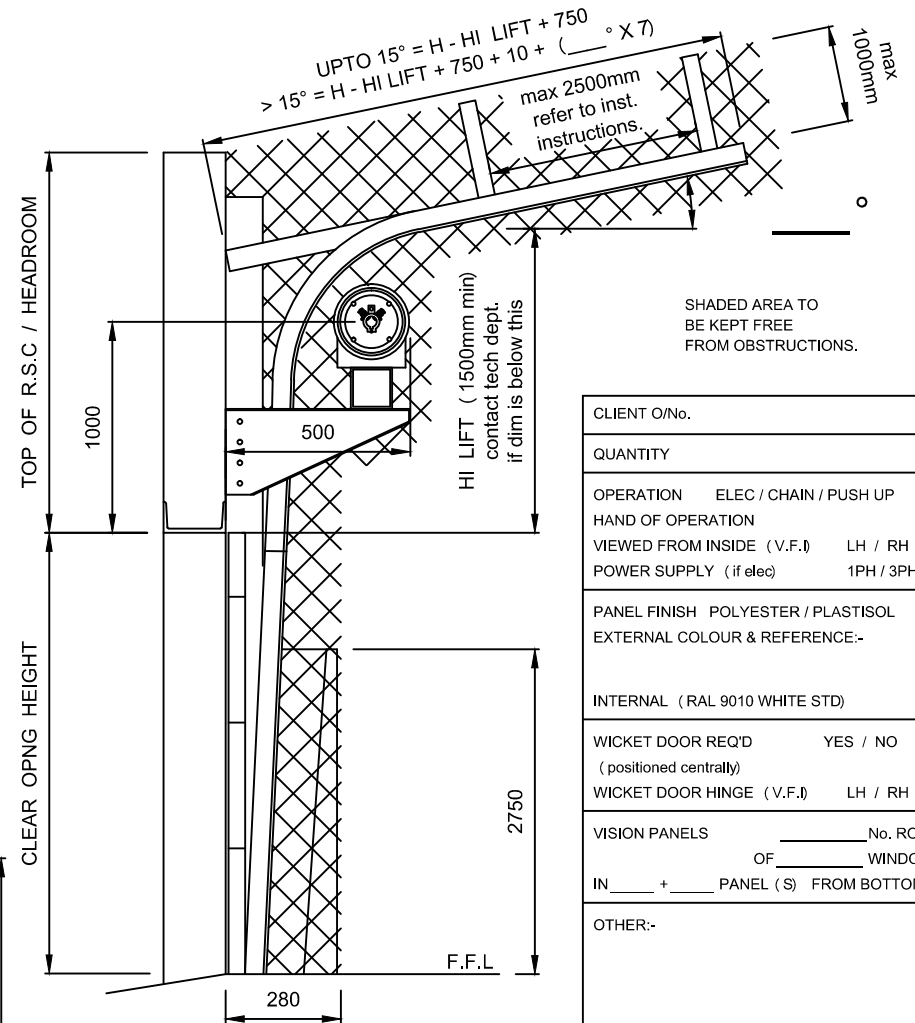 UPTO 15° = H - HI LIFT + 750
> 15° = H - HI LIFT + 750 + 10 + (____° X 7)
max 2500mm
refer to inst.
instructions.
max
1000mm
°
TOP OF R.S.C / HEADROOM
1000
500
HI LIFT ( 1500mm min)
contact tech dept.
if dim is below this
SHADED AREA TO
BE KEPT FREE
FROM OBSTRUCTIONS.
CLEAR OPNG HEIGHT
2750
F.F.L
280
CLIENT O/No.
QUANTITY
OPERATION ELEC / CHAIN / PUSH UP
HAND OF OPERATION
VIEWED FROM INSIDE ( V.F.I) LH / RH
POWER SUPPLY ( if elec) 1PH / 3PH
PANEL FINISH POLYESTER / PLASTISOL
EXTERNAL COLOUR & REFERENCE:-
INTERNAL ( RAL 9010 WHITE STD)
WICKET DOOR REQ'D YES / NO
( positioned centrally)
WICKET DOOR HINGE ( V.F.I) LH / RH
VISION PANELS ________ No.
OF ________
IN____ +____ PANEL ( S) FROM
OTHER:-